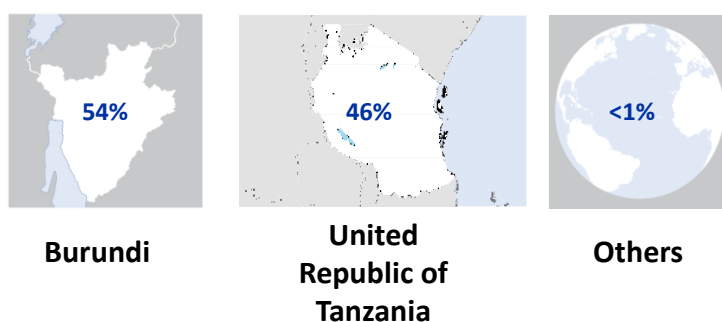 54%
46%
<1%
Burundi
United
Republic of
Tanzania
Others